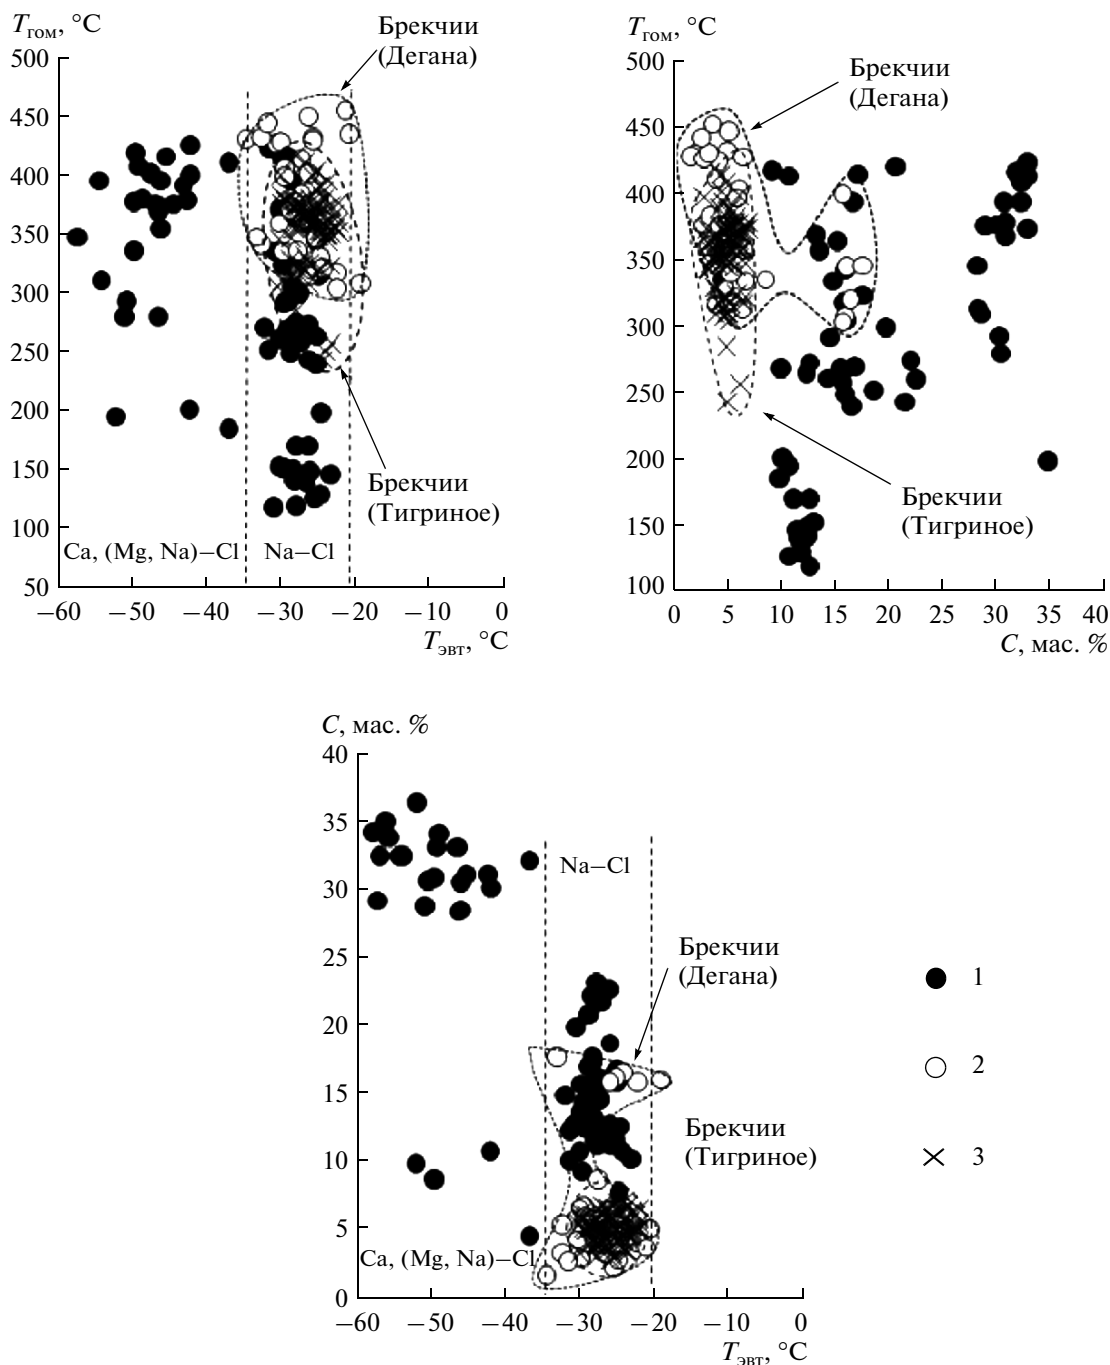 Tгом, °C
500
450
400
350
300
250
200
150
100
50
−60
−50
−40
−30
−20
−10
0
Tэвт, °C
Брекчии
(Дегана)
Брекчии
(Тигриное)
Ca, (Mg, Na)−Cl
Na−Cl
Tгом, °C
500
450
400
350
300
250
200
150
100
0
5
10
15
20
25
30
35
40
C, мас. %
Брекчии
(Дегана)
Брекчии
(Тигриное)
C, мас. %
40
35
30
25
20
15
10
5
0
−60
−50
−40
−30
−20
−10
0
Tэвт, °C
Na−Cl
Брекчии
(Дегана)
Брекчии
(Тигриное)
Ca, (Mg, Na)−Cl
1
2
3